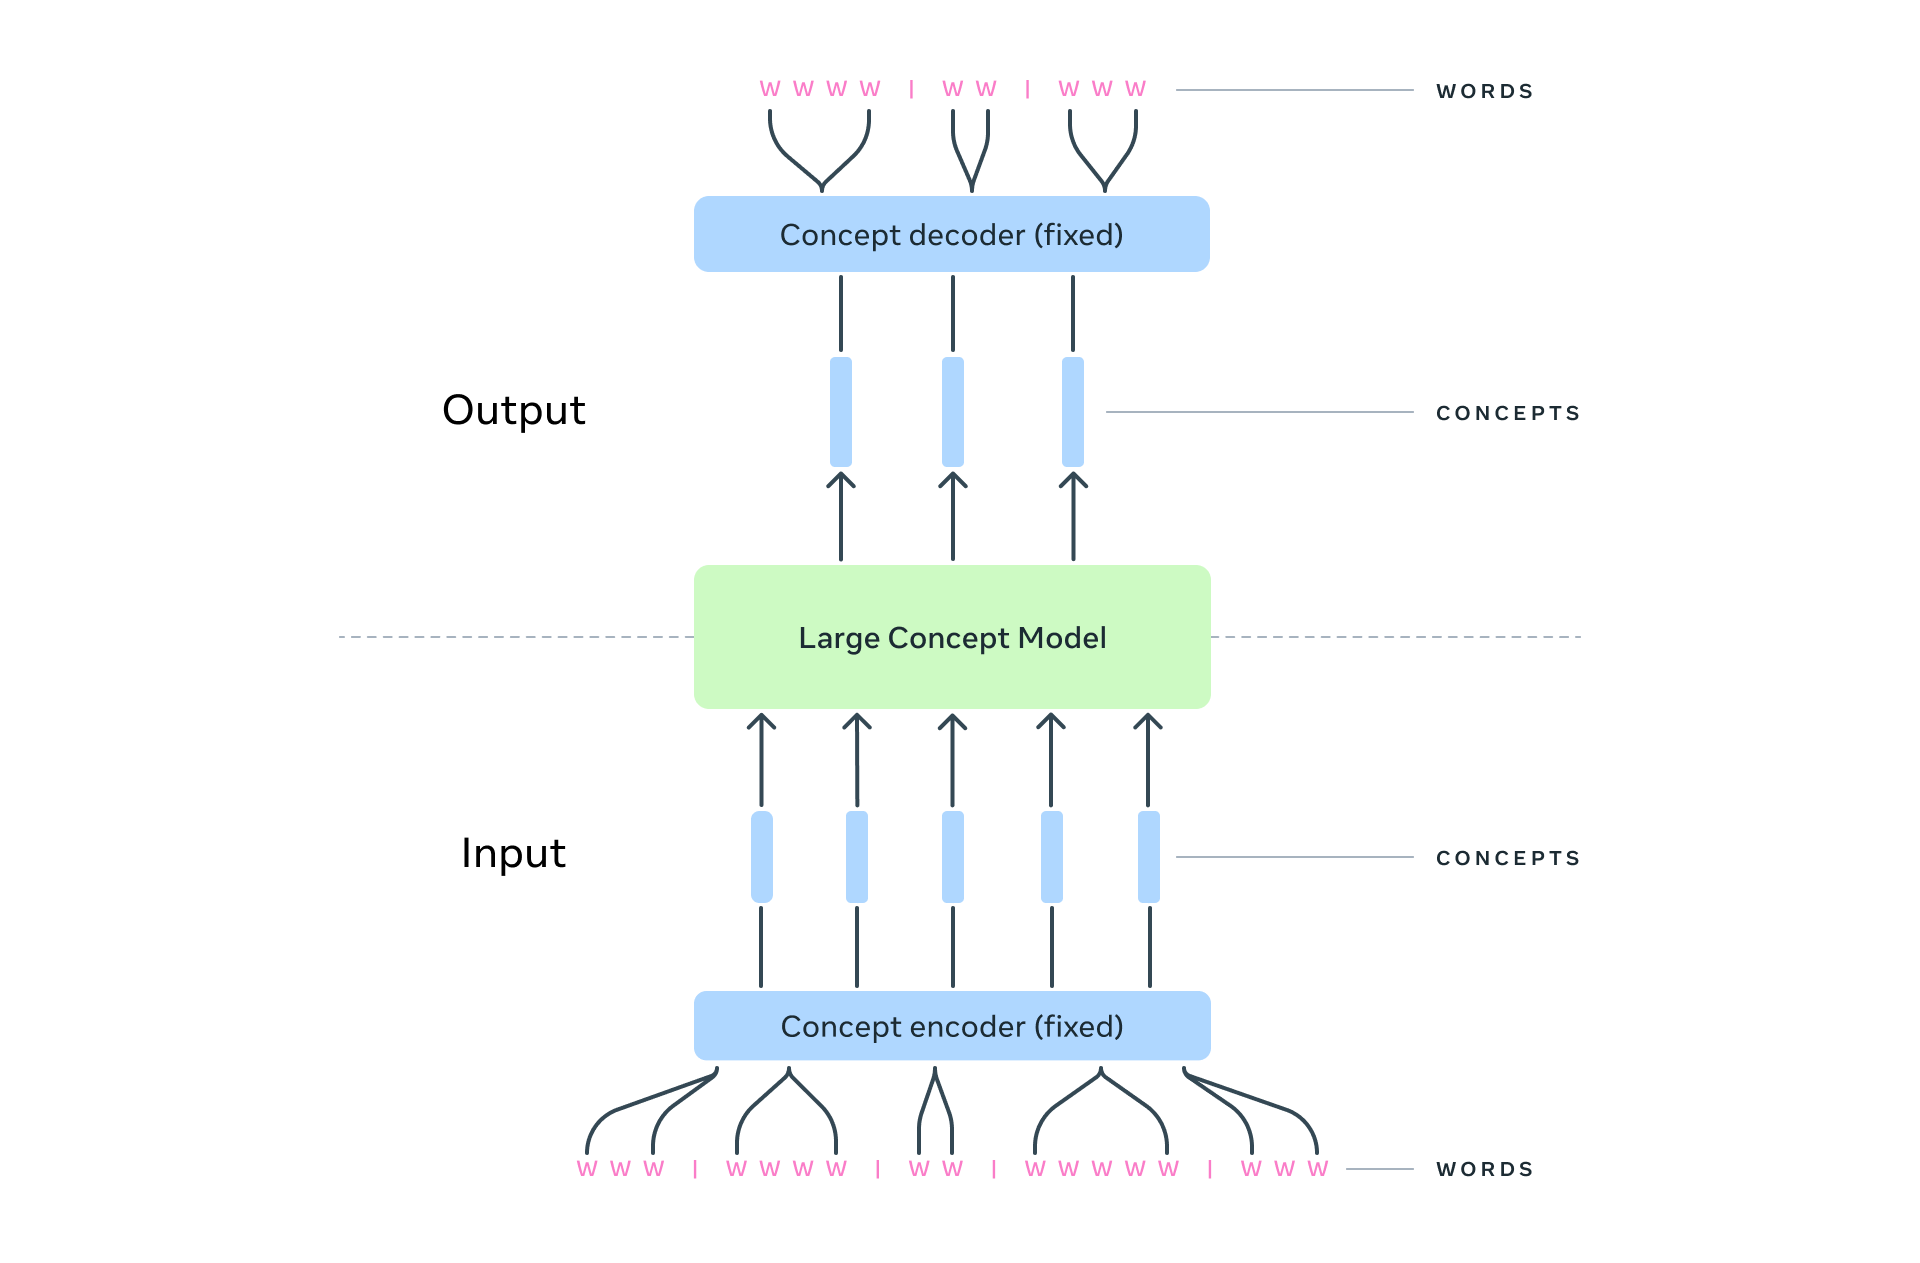 W W W W | W W | W W W WORDS
Concept decoder (fixed)
Output CONCEPTS
Large Concept Model
Input CONCEPTS
Concept encoder (fixed)
W W W | W W W W | W W | W W W W W | W W W WORDS